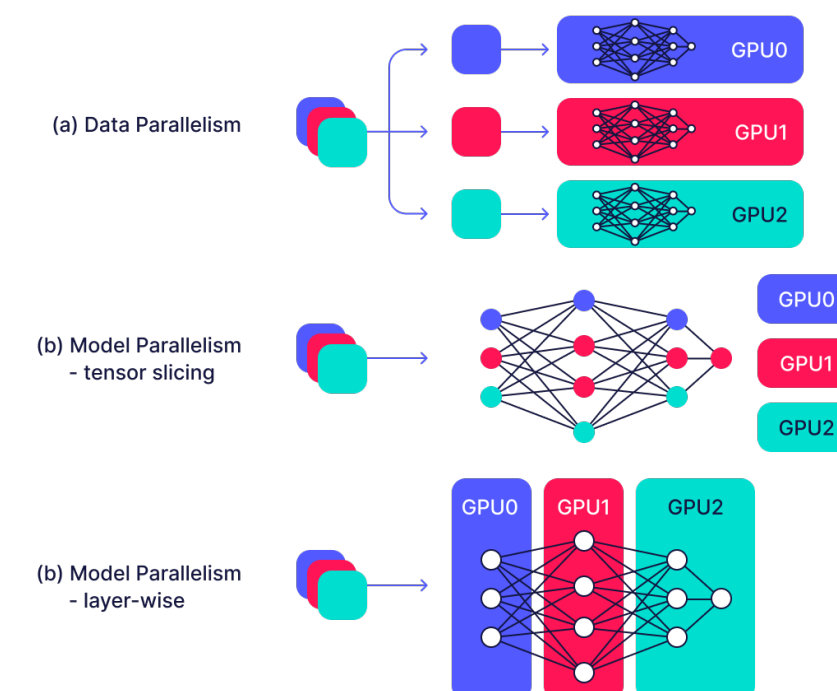 (a) Data Parallelism
GPU0
GPU1
GPU2
(b) Model Parallelism
- tensor slicing
GPU0
GPU1
GPU2
(b) Model Parallelism
- layer-wise
GPU0 GPU1 GPU2